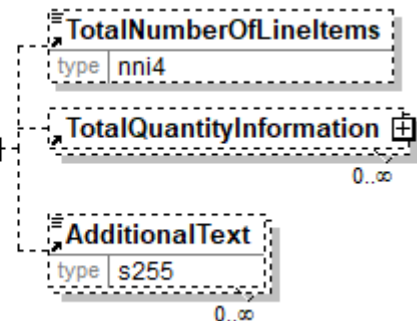 TotalNumberOfLineItems
type nni4
TotalQuantityInformation
0..∞
AdditionalText
type s255
0..∞